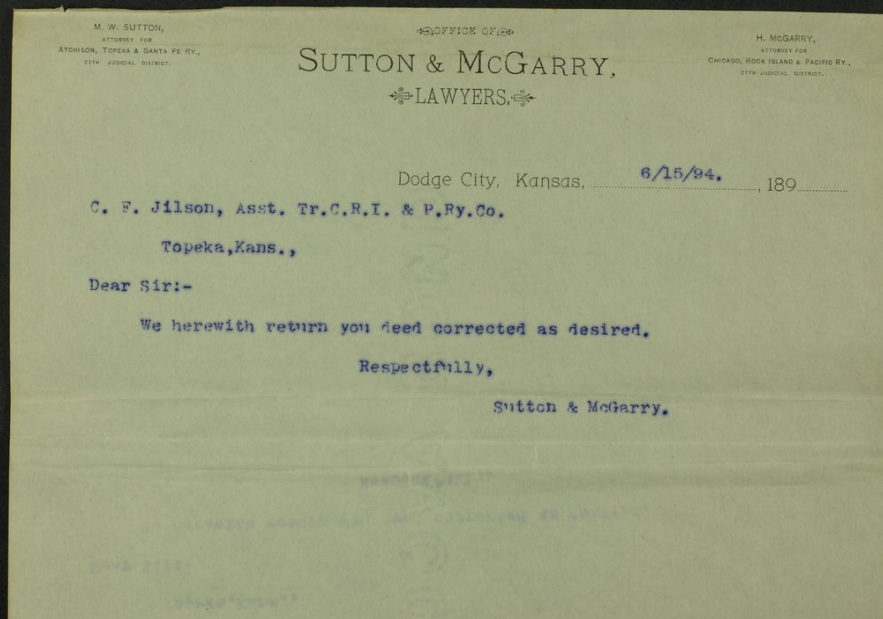 M. W. SUTTON,
ATTORNEY FOR
ATCHISON, TOPEKA & SANTA FE RY.,
27TH JUDICIAL DISTRICT.
OFFICE OF
SUTTON & MCGARRY,
LAWYERS,
H. MCGARRY,
ATTORNEY FOR
CHICAGO, ROCK ISLAND & PACIFIC RY.,
27TH JUDICIAL DISTRICT.
Dodge City, Kansas, 6/15/94. , 189
C. F. Jilson, Asst. Tr.C.R.I. & P.Ry.Co.
Topeka,Kans.,
Dear Sir:-
We herewith return you deed corrected as desired.
Respectfully,
Sutton & McGarry.